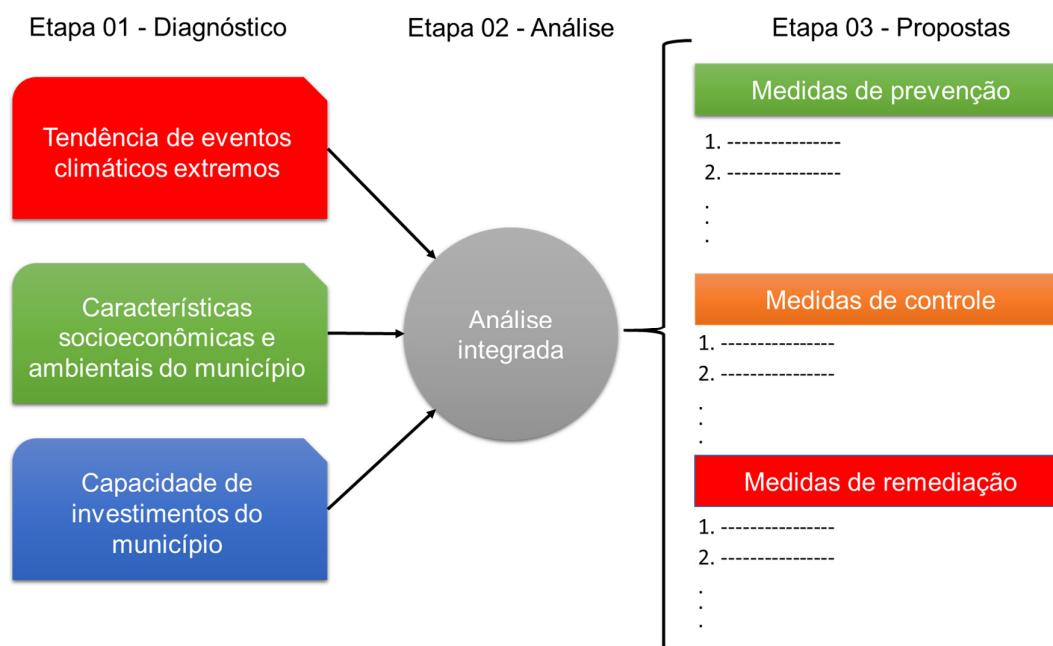 Etapa 01 - Diagnóstico
Tendência de eventos
climáticos extremos
Características
socioeconômicas e
ambientais do município
Capacidade de
investimentos do
município
Etapa 02 - Análise
Análise
integrada
Etapa 03 - Propostas
Medidas de prevenção
1. ----------------
2. ----------------
.
.
.
Medidas de controle
1. ----------------
2. ----------------
.
.
.
Medidas de remediação
1. ----------------
2. ----------------
.
.
.